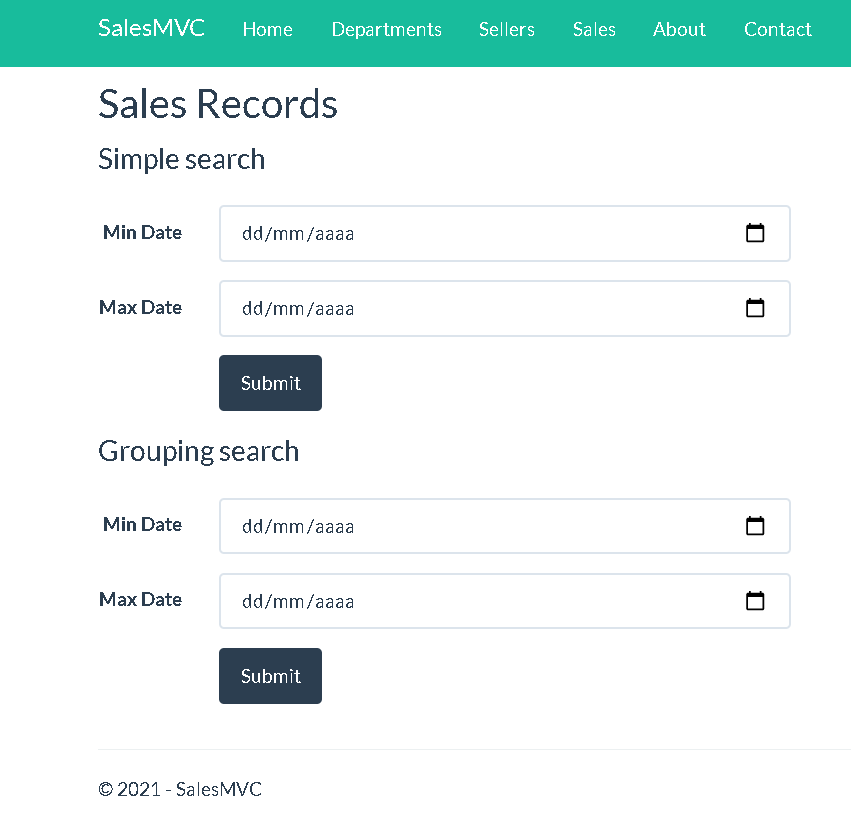 SalesMVC Home Departments Sellers Sales About Contact
Sales Records
Simple search
Min Date dd/mm/aaaa
Max Date dd/mm/aaaa
Submit
Grouping search
Min Date dd/mm/aaaa
Max Date dd/mm/aaaa
Submit
© 2021 - SalesMVC